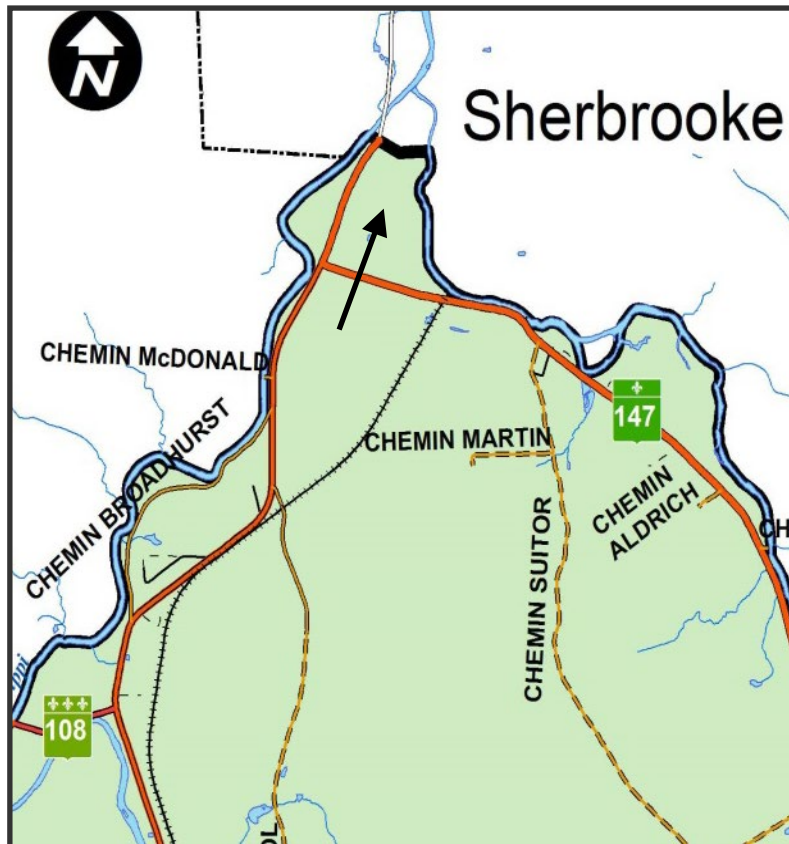 N
Sherbrooke
CHEMIN McDONALD
CHEMIN BROADHURST
CHEMIN MARTIN
147
CHEMIN
ALDRICH
CHEMIN SUITOR
108